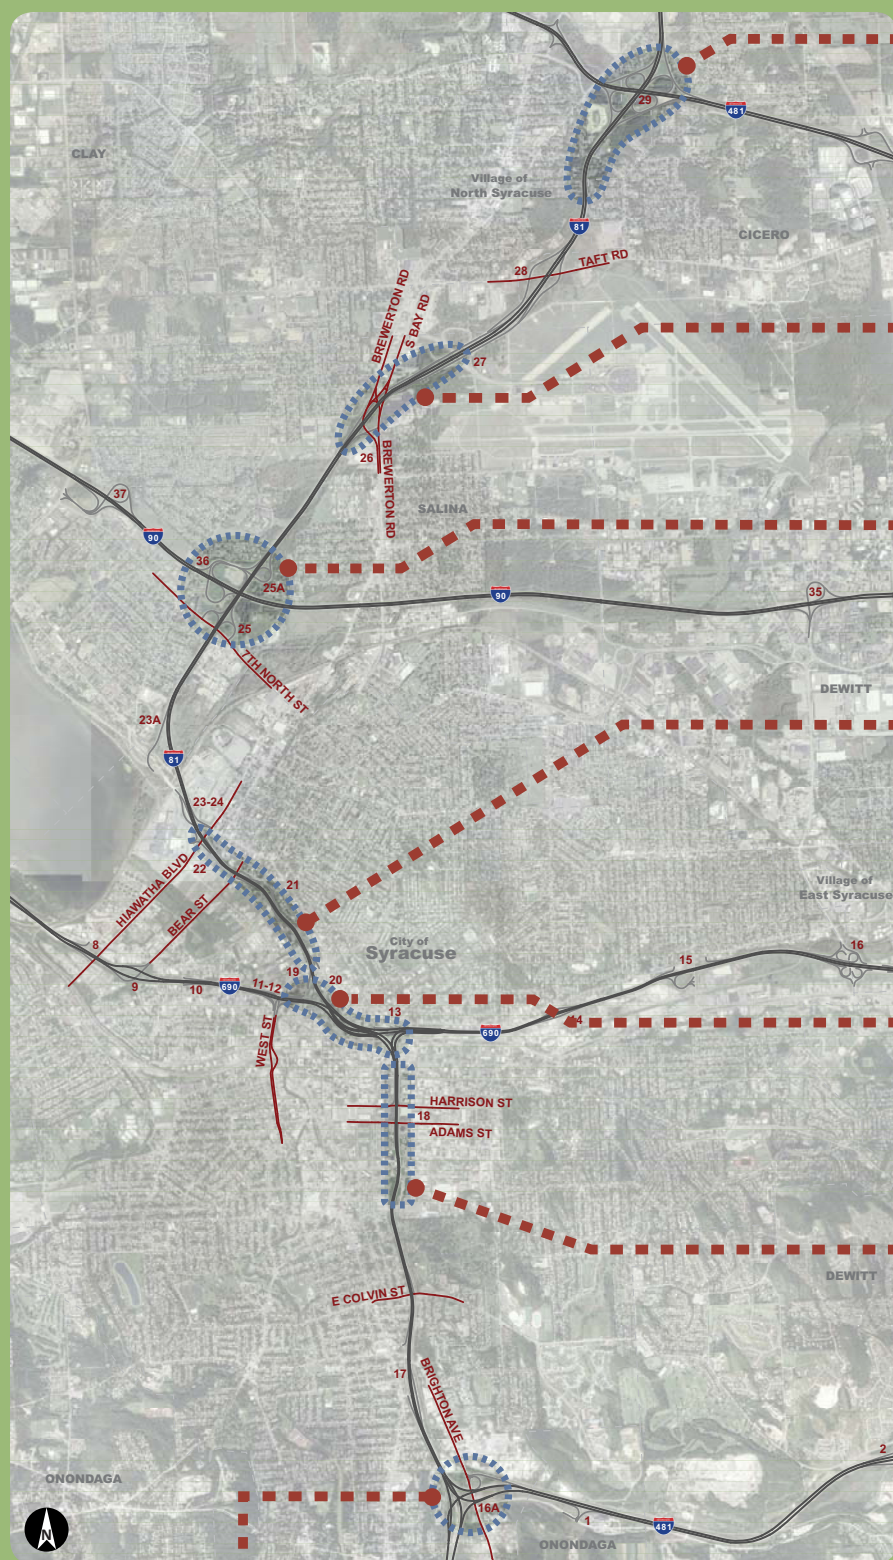 29
481
CLAY
Village of
North Syracuse
81
CICERO
28
TAFT RD
BREWERTON RD
S BAY RD
27
26
BREWERTON RD
SALINA
37
90
36
25A
90
35
25
7TH NORTH ST
DEWITT
23A
81
23-24
22
HIAWATHA BLVD
21
BEAR ST
Village of
East Syracuse
City of
Syracuse
8
16
15
19
20
9
10
690
11-12
13
14
690
WEST ST
HARRISON ST
18
ADAMS ST
DEWITT
E COLVIN ST
17
BRIGHTON AVE
2
ONONDAGA
16A
1
481
N
ONONDAGA